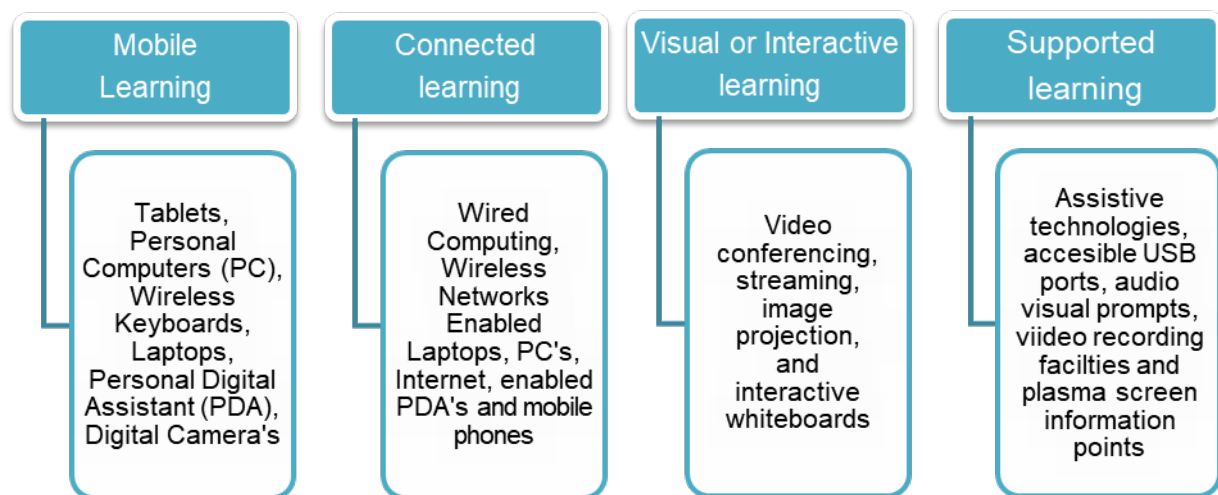 Mobile
Learning
Tablets,
Personal
Computers (PC),
Wireless
Keyboards,
Laptops,
Personal Digital
Assistant (PDA),
Digital Camera's
Connected
learning
Wired
Computing,
Wireless
Networks
Enabled
Laptops, PC's,
Internet, enabled
PDA's and mobile
phones
Visual or Interactive
learning
Video
conferencing,
streaming,
image
projection,
and
interactive
whiteboards
Supported
learning
Assistive
technologies,
accesible USB
ports, audio
visual prompts,
viideo recording
facilties and
plasma screen
information
points